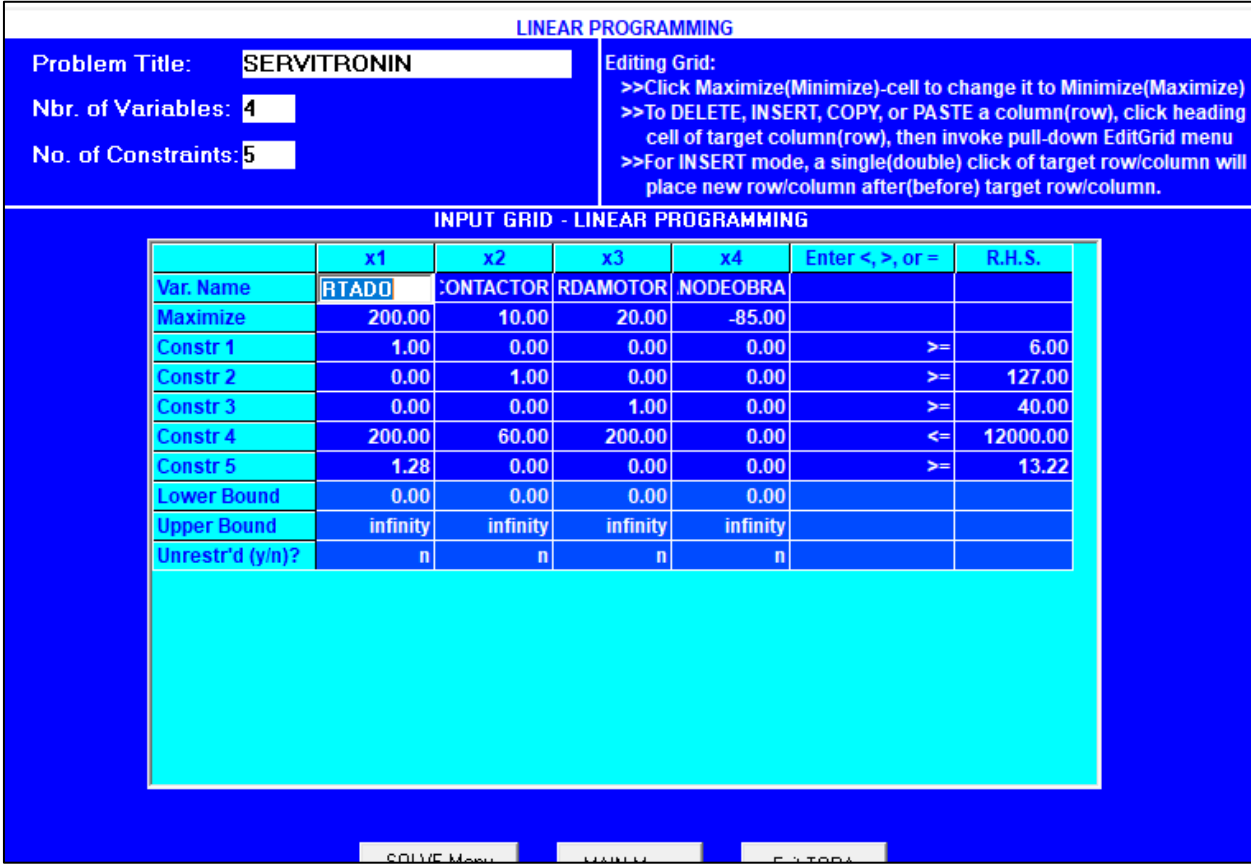 LINEAR PROGRAMMING
Problem Title: SERVITRONIN
Nbr. of Variables: 4
No. of Constraints: 5
Editing Grid:
>>Click Maximize(Minimize)-cell to change it to Minimize(Maximize)
>>To DELETE, INSERT, COPY, or PASTE a column(row), click heading
cell of target column(row), then invoke pull-down EditGrid menu
>>For INSERT mode, a single(double) click of target row/column will
place new row/column after(before) target row/column.
INPUT GRID - LINEAR PROGRAMMING
x1 x2 x3 x4 Enter <, >, or = R.H.S.
Var. Name RTADO CONTACTOR RDAMOTOR .NODEOBRA
Maximize 200.00 10.00 20.00 -85.00
Constr 1 1.00 0.00 0.00 0.00 >= 6.00
Constr 2 0.00 1.00 0.00 0.00 >= 127.00
Constr 3 0.00 0.00 1.00 0.00 >= 40.00
Constr 4 200.00 60.00 200.00 0.00 <= 12000.00
Constr 5 1.28 0.00 0.00 0.00 >= 13.22
Lower Bound 0.00 0.00 0.00 0.00
Upper Bound infinity infinity infinity infinity
Unrestr'd (y/n)? n n n n
SOLVE Menu MAIN M Exit TORA